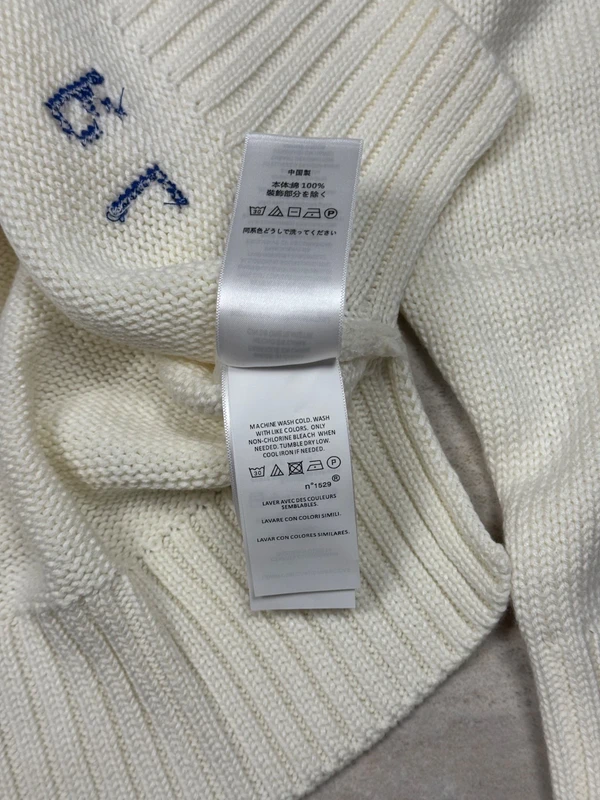 中国製
本体:綿 100%
装飾部分を除く
30 P
同系色どうしで洗ってください
MACHINE WASH COLD. WASH
WITH LIKE COLORS. ONLY
NON-CHLORINE BLEACH WHEN
NEEDED. TUMBLE DRY LOW
COOL IRON IF NEEDED.
30 P
®
n°1529
LAVER AVEC DES COULEURS
SEMBLABLES.
LAVARE CON COLORI SIMILI.
LAVAR CON COLORES SIMILARES.